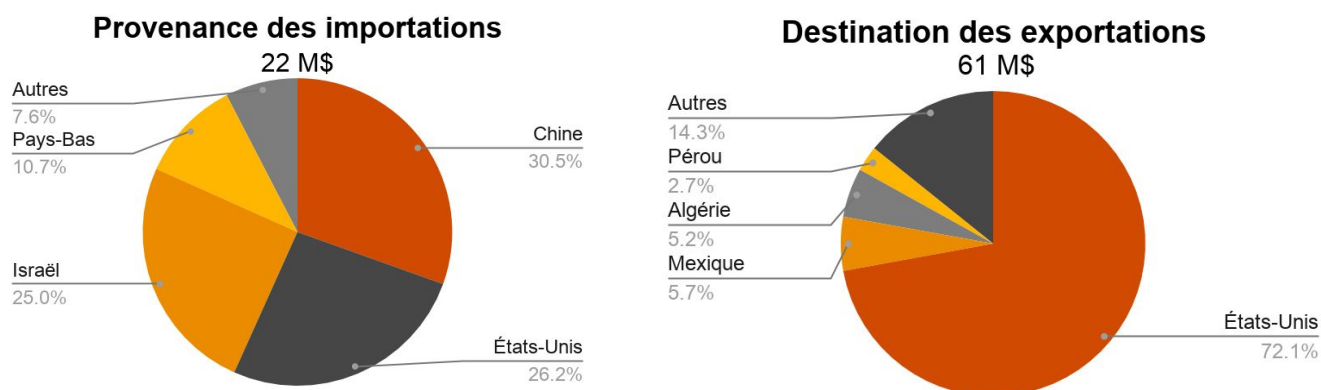 Provenance des importations
22 M$
Autres
7.6%
Pays-Bas
10.7%
Israël
25.0%
Chine
30.5%
États-Unis
26.2%
Destination des exportations
61 M$
Autres
14.3%
Pérou
2.7%
Algérie
5.2%
Mexique
5.7%
États-Unis
72.1%